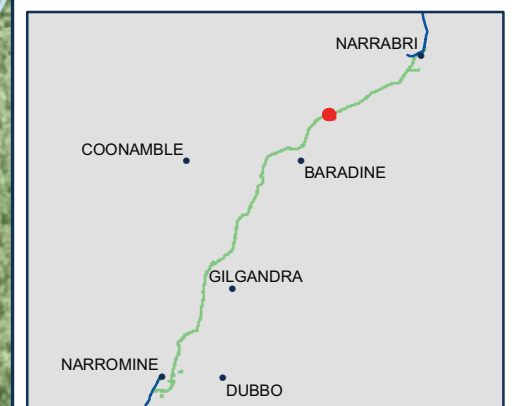 NARRABRI
COONAMBLE
BARADINE
GILGANDRA
NARROMINE
DUBBO